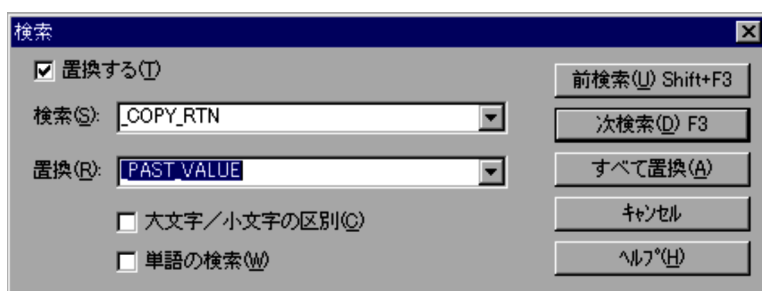 検索
置換する(T)
検索(S): _COPY_RTN
置換(R): _PAST_VALUE
大文字/小文字の区別(C)
単語の検索(W)
前検索(U) Shift+F3
次検索(D) F3
すべて置換(A)
ｷｬﾝｾﾙ
ﾍﾙﾌﾟ(H)